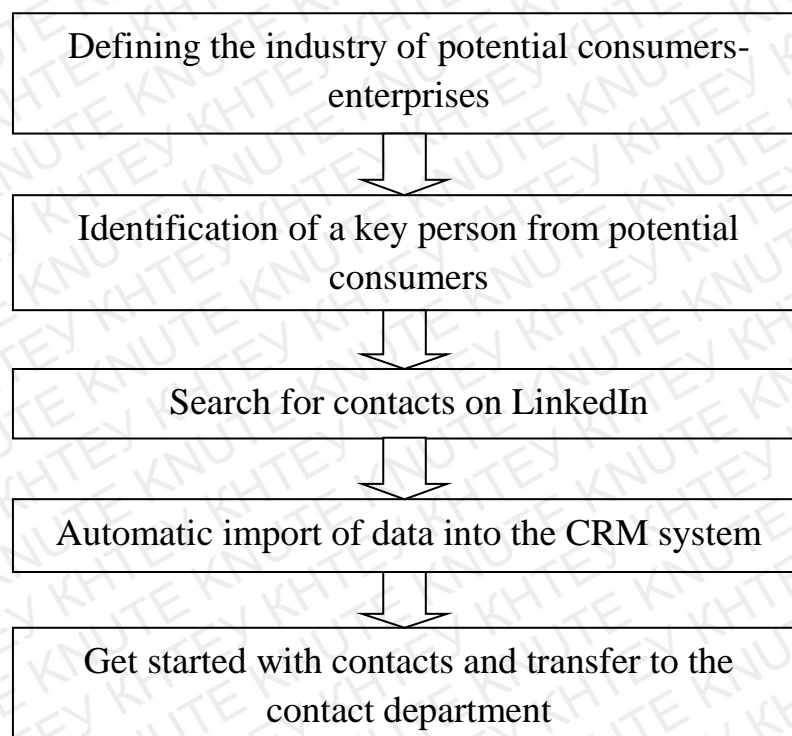 Defining the industry of potential consumers-
enterprises
Identification of a key person from potential
consumers
Search for contacts on LinkedIn
Automatic import of data into the CRM system
Get started with contacts and transfer to the
contact department